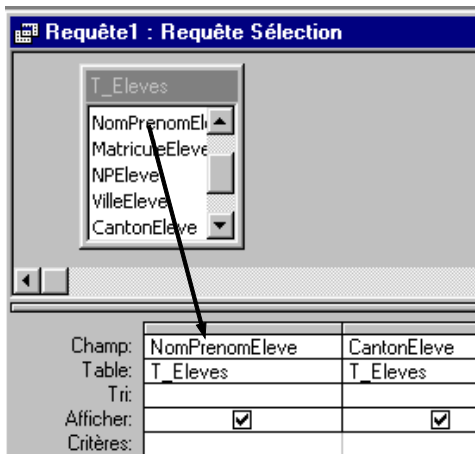 Requête1 : Requête Sélection
T_Eleves
NomPrenomEl
MatriculeEleve
NPEleve
VilleEleve
CantonEleve
Champ: NomPrenomEleve CantonEleve
Table: T_Eleves T_Eleves
Tri:
Afficher:
Critères: